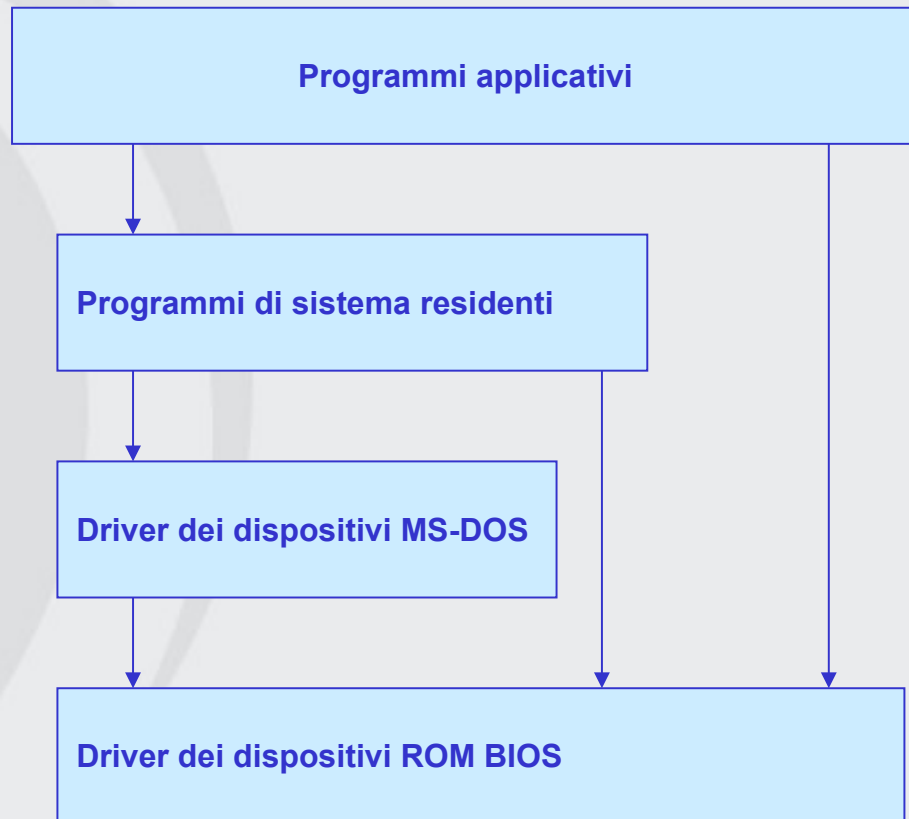 Programmi applicativi
Programmi di sistema residenti
Driver dei dispositivi MS-DOS
Driver dei dispositivi ROM BIOS